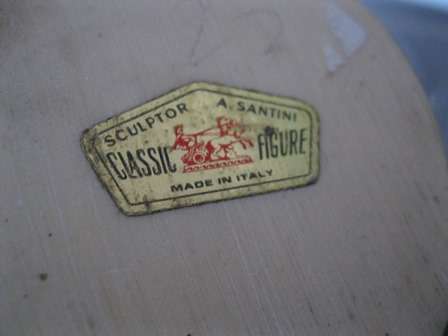 SCULPTOR A. SANTINI
CLASSIC FIGURE
MADE IN ITALY